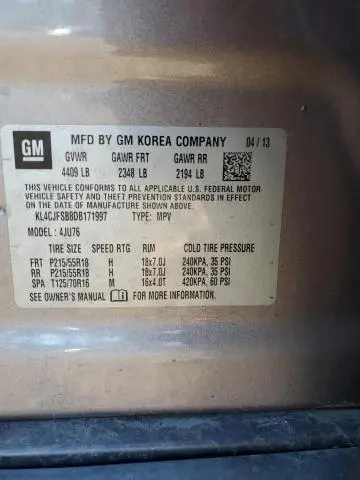 GM
MFD BY GM KOREA COMPANY 04/13
GVWR GAWR FRT GAWR RR
4409 LB 2348 LB 2194 LB
THIS VEHICLE CONFORMS TO ALL APPLICABLE U.S. FEDERAL MOTOR
VEHICLE SAFETY, BUMPER, AND THEFT PREVENTION STANDARDS
IN EFFECT ON THE DATE OF MANUFACTURE SHOWN ABOVE.
KL4CJFSB8DB171997 TYPE: MPV
MODEL: 4JU76
TIRE SIZE SPEED RTG RIM COLD TIRE PRESSURE
FRT P215/55R18 H 18x7.0J 240KPA, 35 PSI
RR P215/55R18 H 18x7.0J 240KPA, 35 PSI
SPA T125/70R16 M 16x4.0T 420KPA, 60 PSI
SEE OWNER'S MANUAL FOR MORE INFORMATION